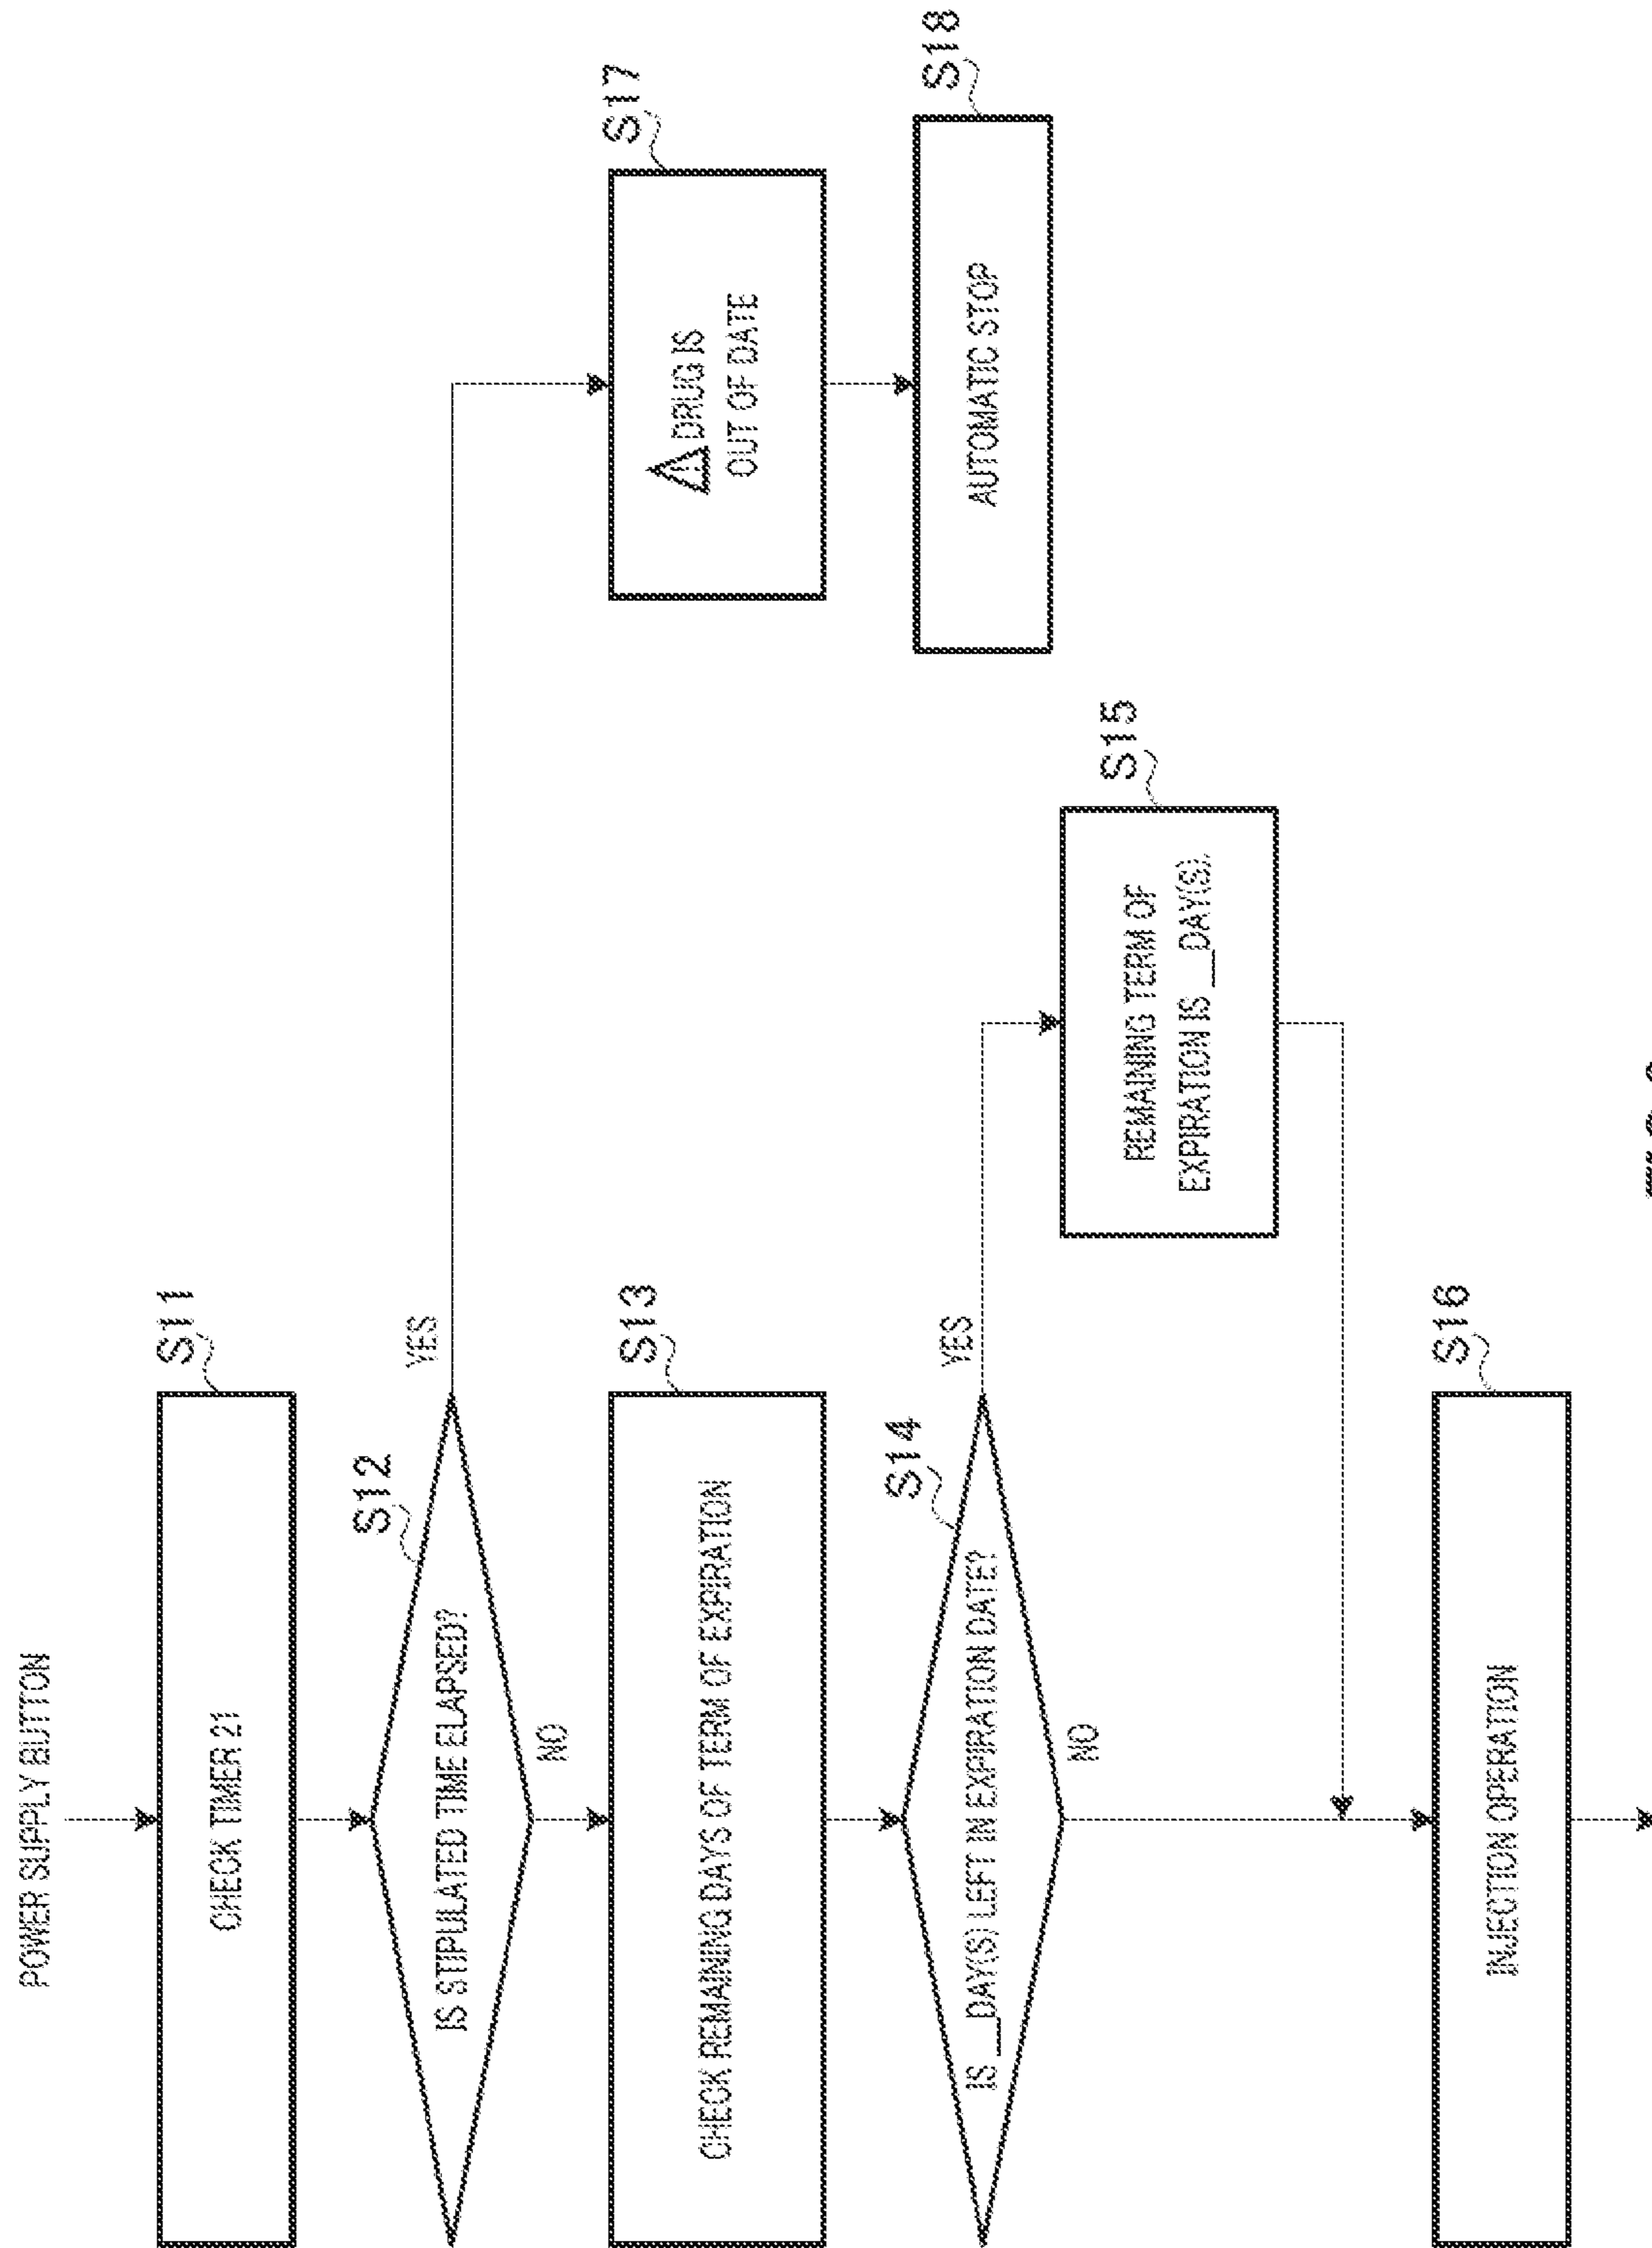 POWER SUPPLY BUTTON
S11
CHECK TIMER 21
S12
IS STIPULATED TIME ELAPSED?
YES
NO
S13
CHECK REMAINING DAYS OF TERM OF EXPIRATION
S14
IS __DAY(S) LEFT IN EXPIRATION DATE?
YES
NO
S15
REMAINING TERM OF
EXPIRATION IS __DAY(S).
S16
INJECTION OPERATION
S17
DRUG IS
OUT OF DATE
S18
AUTOMATIC STOP